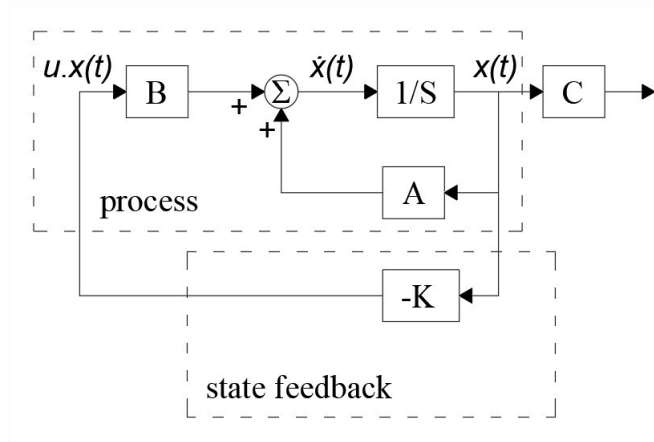 u.x(t)
B
+
Σ
+
ẋ(t)
1/S
x(t)
C
A
process
-K
state feedback